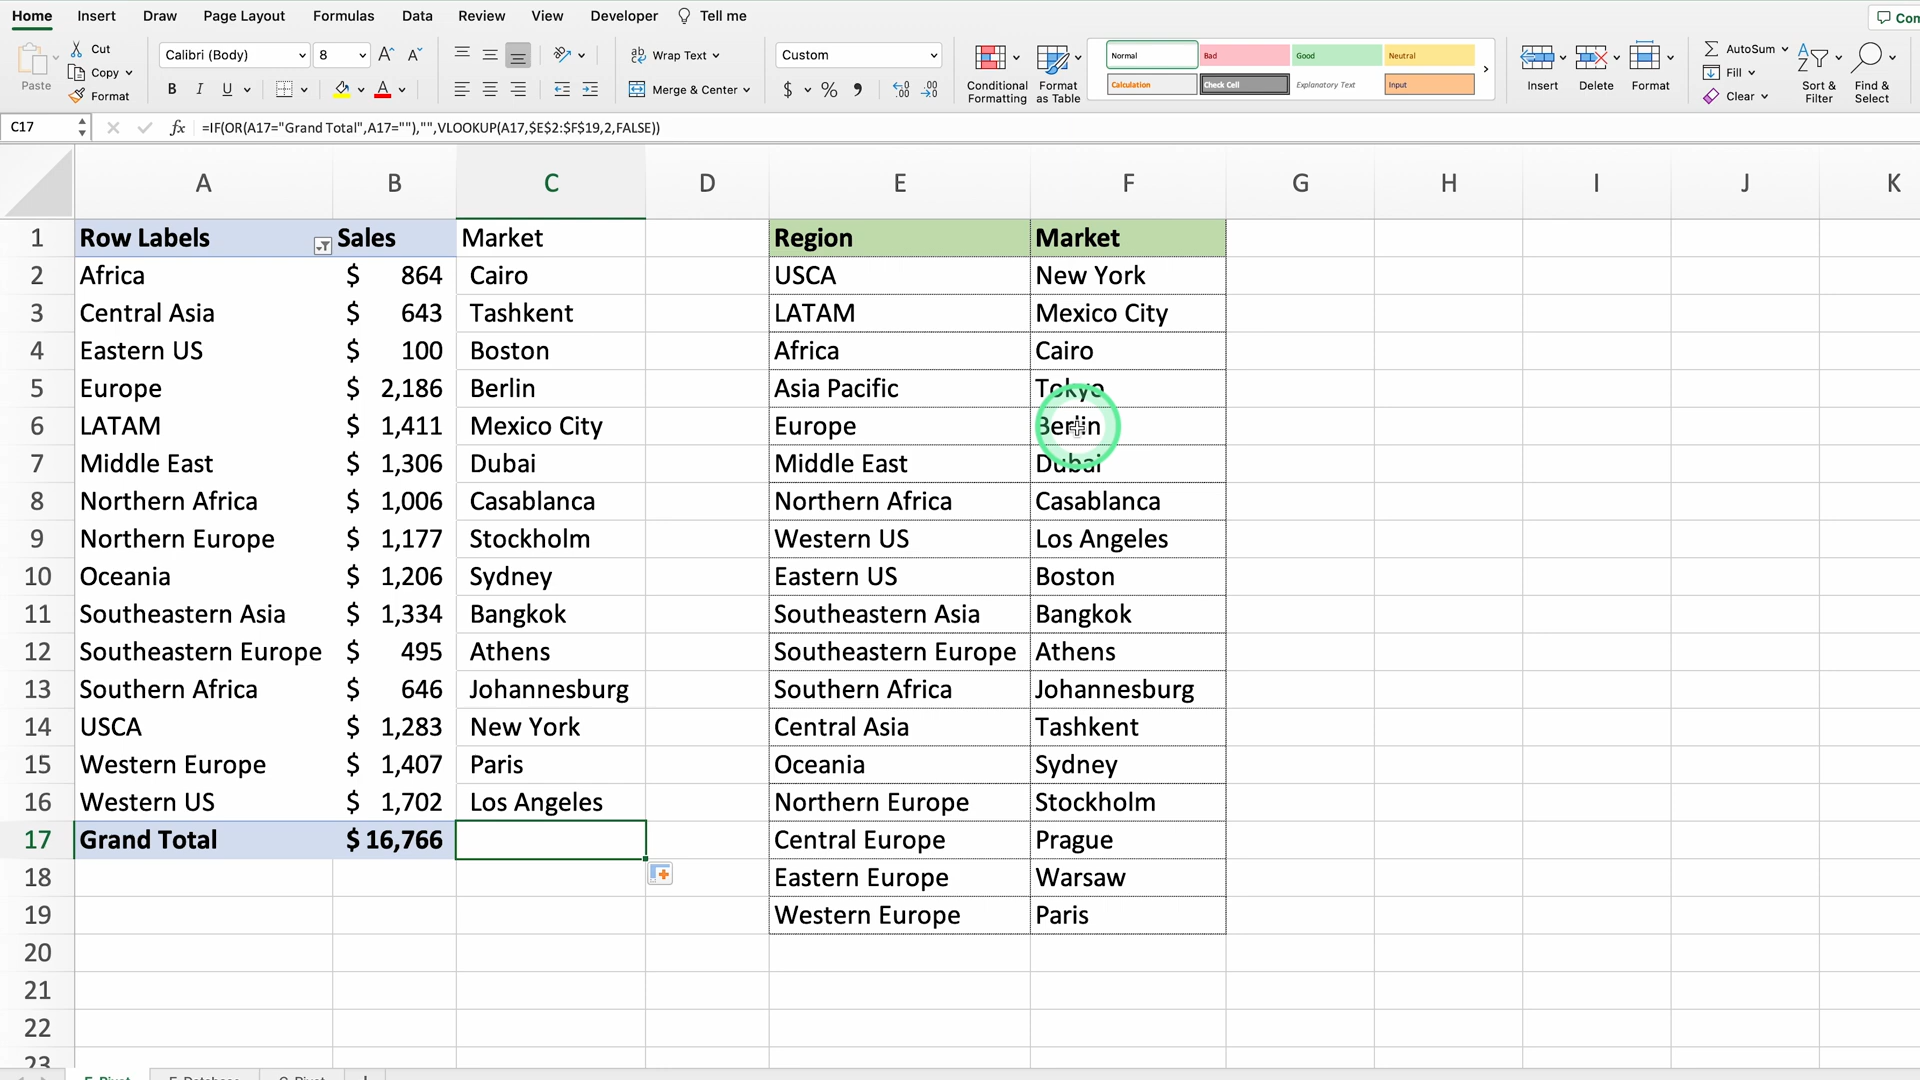 Home Insert Draw Page Layout Formulas Data Review View Developer Tell me
Paste
Cut
Copy
Format
Calibri (Body) 8 A A
B I U A
ab Wrap Text
Merge & Center
Custom
$ % ,
Conditional Formatting
Format as Table
Normal Bad Good Neutral
Calculation Check Cell Explanatory Text Input
Insert Delete Format
AutoSum
Fill
Clear
Sort & Filter
Find & Select
C17 fx =IF(OR(A17="Grand Total",A17=""),"",VLOOKUP(A17,$E$2:$F$19,2,FALSE))
A B C D E F G H I J K
1 Row Labels Sales Market Region Market
2 Africa $ 864 Cairo USCA New York
3 Central Asia $ 643 Tashkent LATAM Mexico City
4 Eastern US $ 100 Boston Africa Cairo
5 Europe $ 2,186 Berlin Asia Pacific Tokyo
6 LATAM $ 1,411 Mexico City Europe Berlin
7 Middle East $ 1,306 Dubai Middle East Dubai
8 Northern Africa $ 1,006 Casablanca Northern Africa Casablanca
9 Northern Europe $ 1,177 Stockholm Western US Los Angeles
10 Oceania $ 1,206 Sydney Eastern US Boston
11 Southeastern Asia $ 1,334 Bangkok Southeastern Asia Bangkok
12 Southeastern Europe $ 495 Athens Southeastern Europe Athens
13 Southern Africa $ 646 Johannesburg Southern Africa Johannesburg
14 USCA $ 1,283 New York Central Asia Tashkent
15 Western Europe $ 1,407 Paris Oceania Sydney
16 Western US $ 1,702 Los Angeles Northern Europe Stockholm
17 Grand Total $ 16,766 Central Europe Prague
18 Eastern Europe Warsaw
19 Western Europe Paris
20
21
22
23